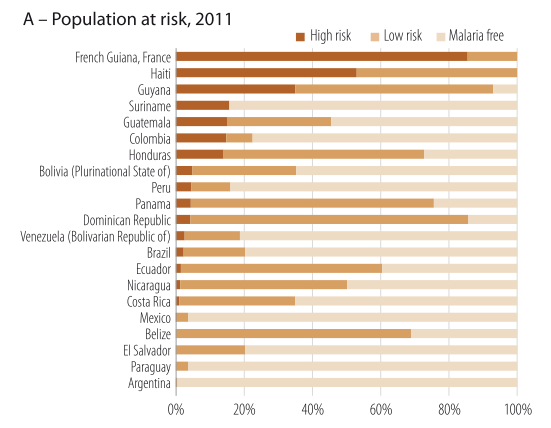 A – Population at risk, 2011
High risk Low risk Malaria free
French Guiana, France
Haiti
Guyana
Suriname
Guatemala
Colombia
Honduras
Bolivia (Plurinational State of)
Peru
Panama
Dominican Republic
Venezuela (Bolivarian Republic of)
Brazil
Ecuador
Nicaragua
Costa Rica
Mexico
Belize
El Salvador
Paraguay
Argentina
0% 20% 40% 60% 80% 100%